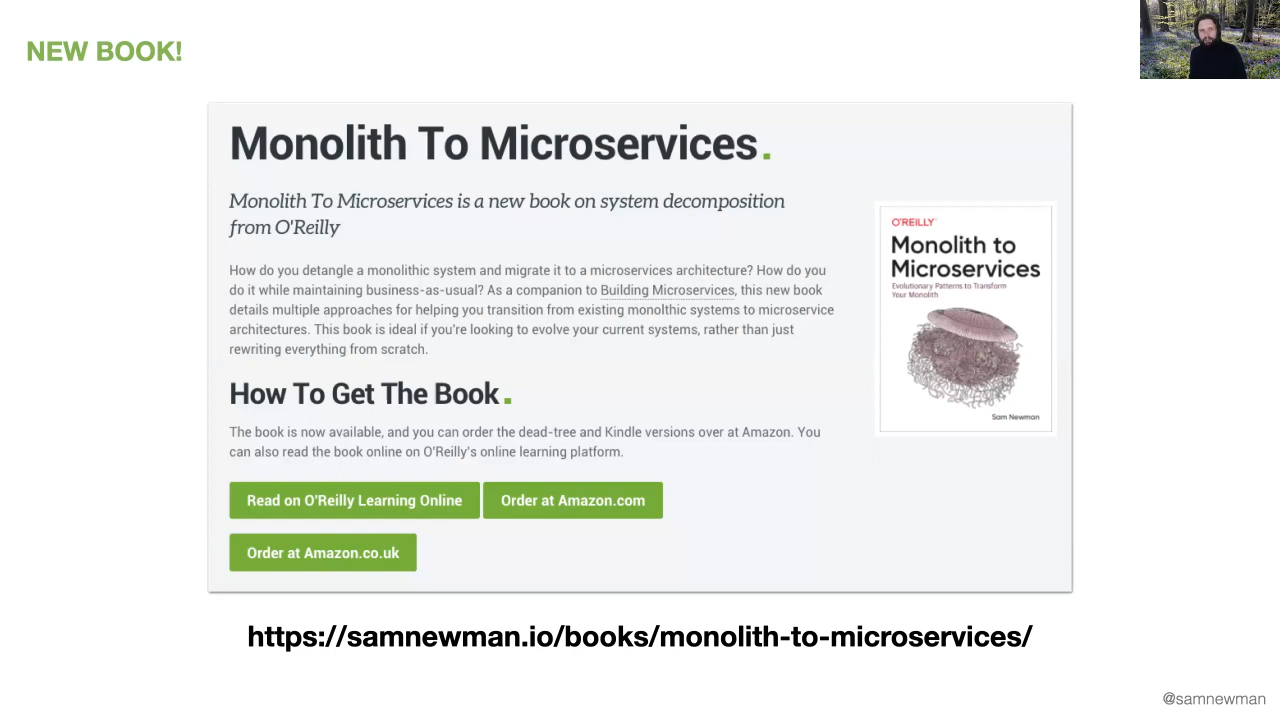 NEW BOOK!
Monolith To Microservices.
Monolith To Microservices is a new book on system decomposition
from O'Reilly
How do you detangle a monolithic system and migrate it to a microservices architecture? How do you
do it while maintaining business-as-usual? As a companion to Building Microservices, this new book
details multiple approaches for helping you transition from existing monolthic systems to microservice
architectures. This book is ideal if you're looking to evolve your current systems, rather than just
rewriting everything from scratch.
How To Get The Book.
The book is now available, and you can order the dead-tree and Kindle versions over at Amazon. You
can also read the book online on O'Reilly's online learning platform.
Read on O'Reilly Learning Online
Order at Amazon.com
Order at Amazon.co.uk
O'REILLY
Monolith to
Microservices
Evolutionary Patterns to Transform
Your Monolith
Sam Newman
https://samnewman.io/books/monolith-to-microservices/
@samnewman